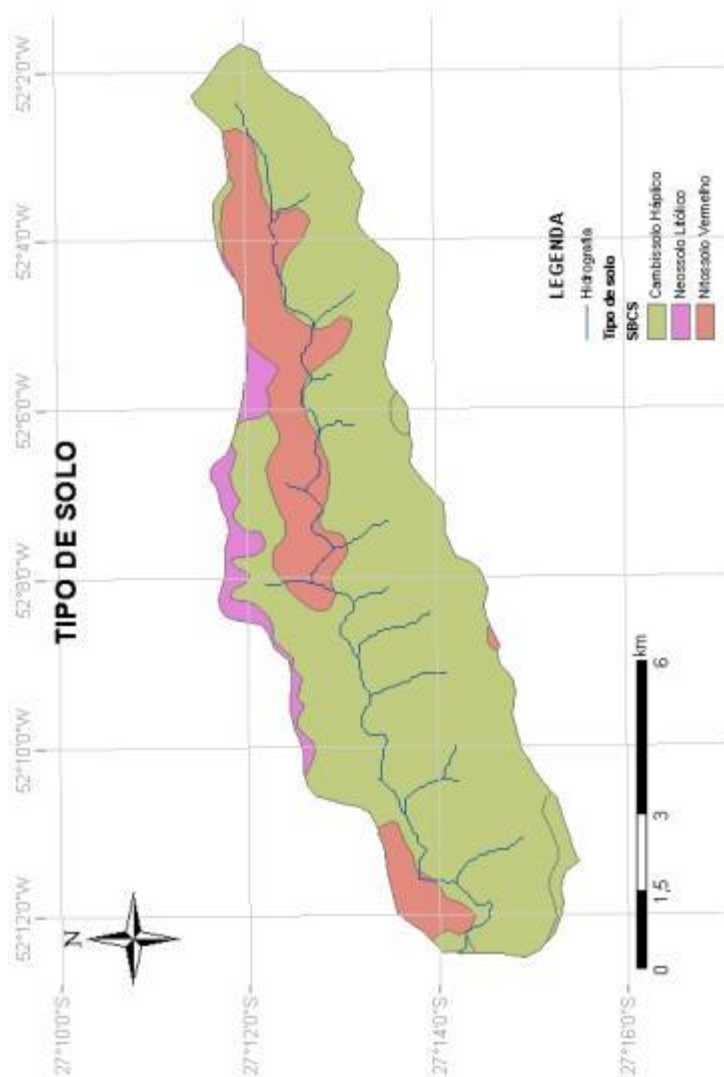 TIPO DE SOLO
N
52°12'0"W
52°10'0"W
52°8'0"W
52°6'0"W
52°4'0"W
52°2'0"W
27°10'0"S
27°12'0"S
27°14'0"S
27°16'0"S
0
1,5
3
6
km
LEGENDA
Hidrografia
Tipo de solo
SBCS
Cambissolo Háplico
Neossolo Litólico
Nitossolo Vermelho